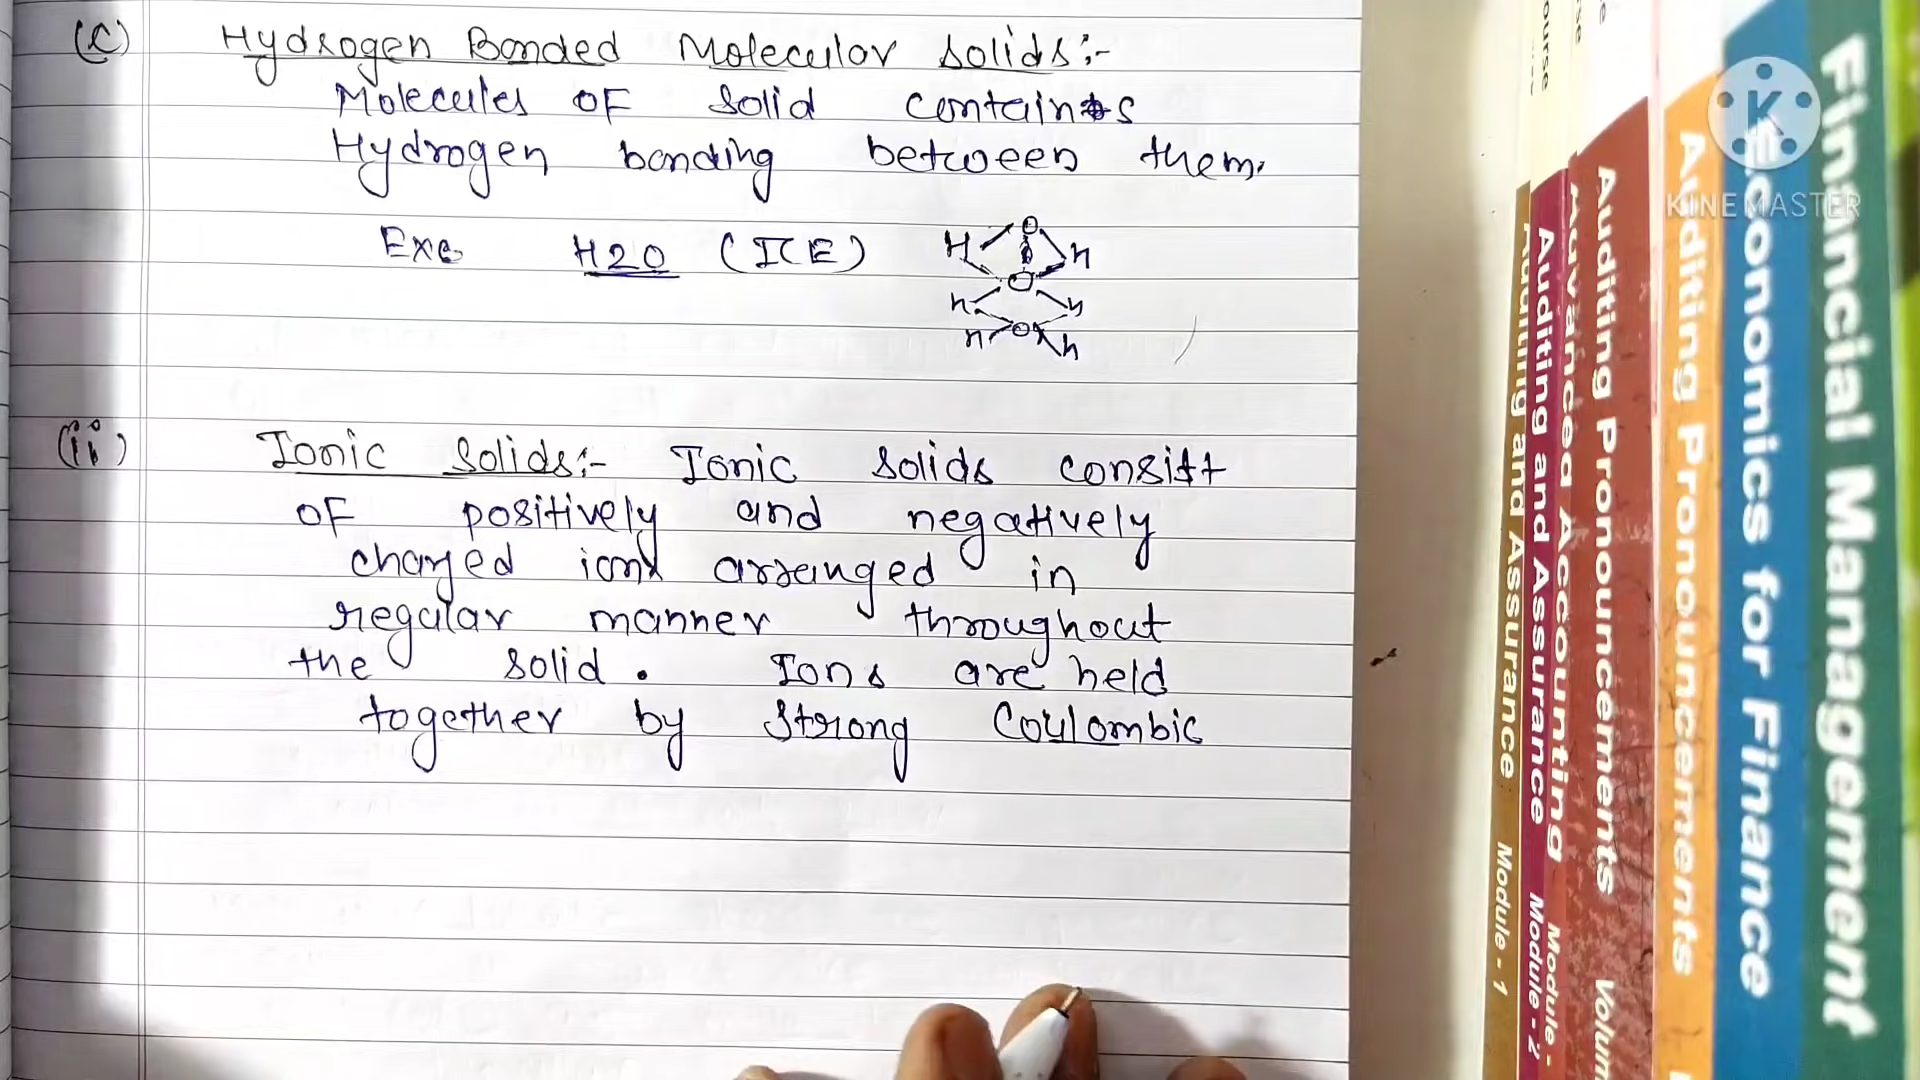 (C) Hydrogen Bonded Molecular solids:-
Molecules OF solid contains
Hydrogen bonding between them.
Exe H2O (ICE)
H O H
O
H H
H O H
(ii) Ionic Solids:- Ionic solids consist
OF positively and negatively
charged ions arranged in
regular manner throughout
the solid. Ions are held
together by strong Coulombic
ourse
Auditing and Assurance Module - 1
Auditing and Assurance Module - 2
Advanced Accounting Module -
Auditing Pronouncements Volum
Auditing Pronouncements
Economics for Finance
Financial Management
K
KINEMASTER